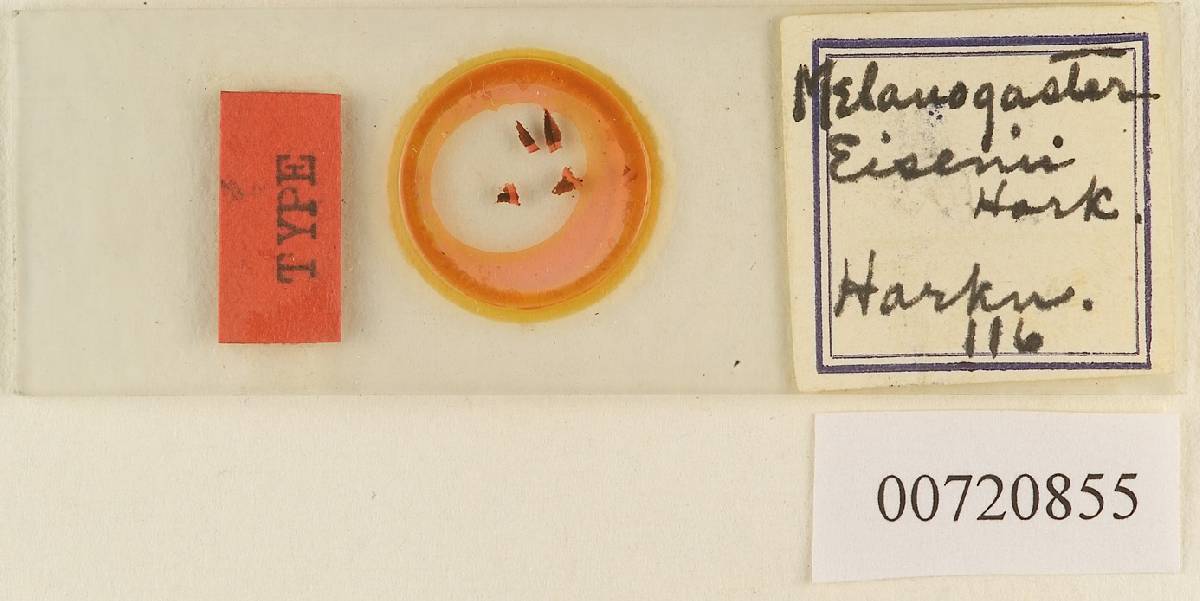 TYPE
Melanogaster
Eisenii
Hark.
Harkn.
116
00720855